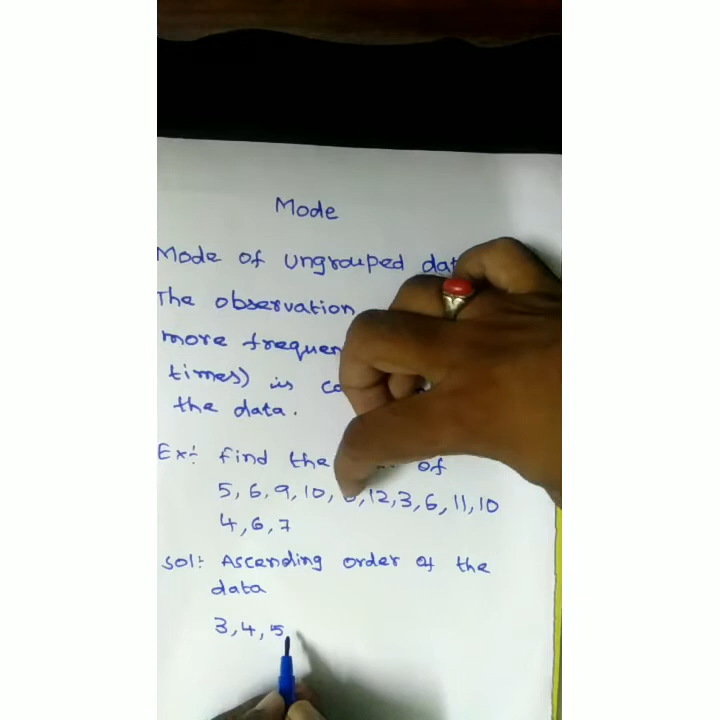 Mode
Mode of ungrouped dat
The observation
more frequen
times) is ca
the data.
Ex:- find the of
5, 6, 9, 10, ,12, 3, 6, 11, 10
4, 6, 7
Sol:- Ascending order of the
data
3, 4, 5